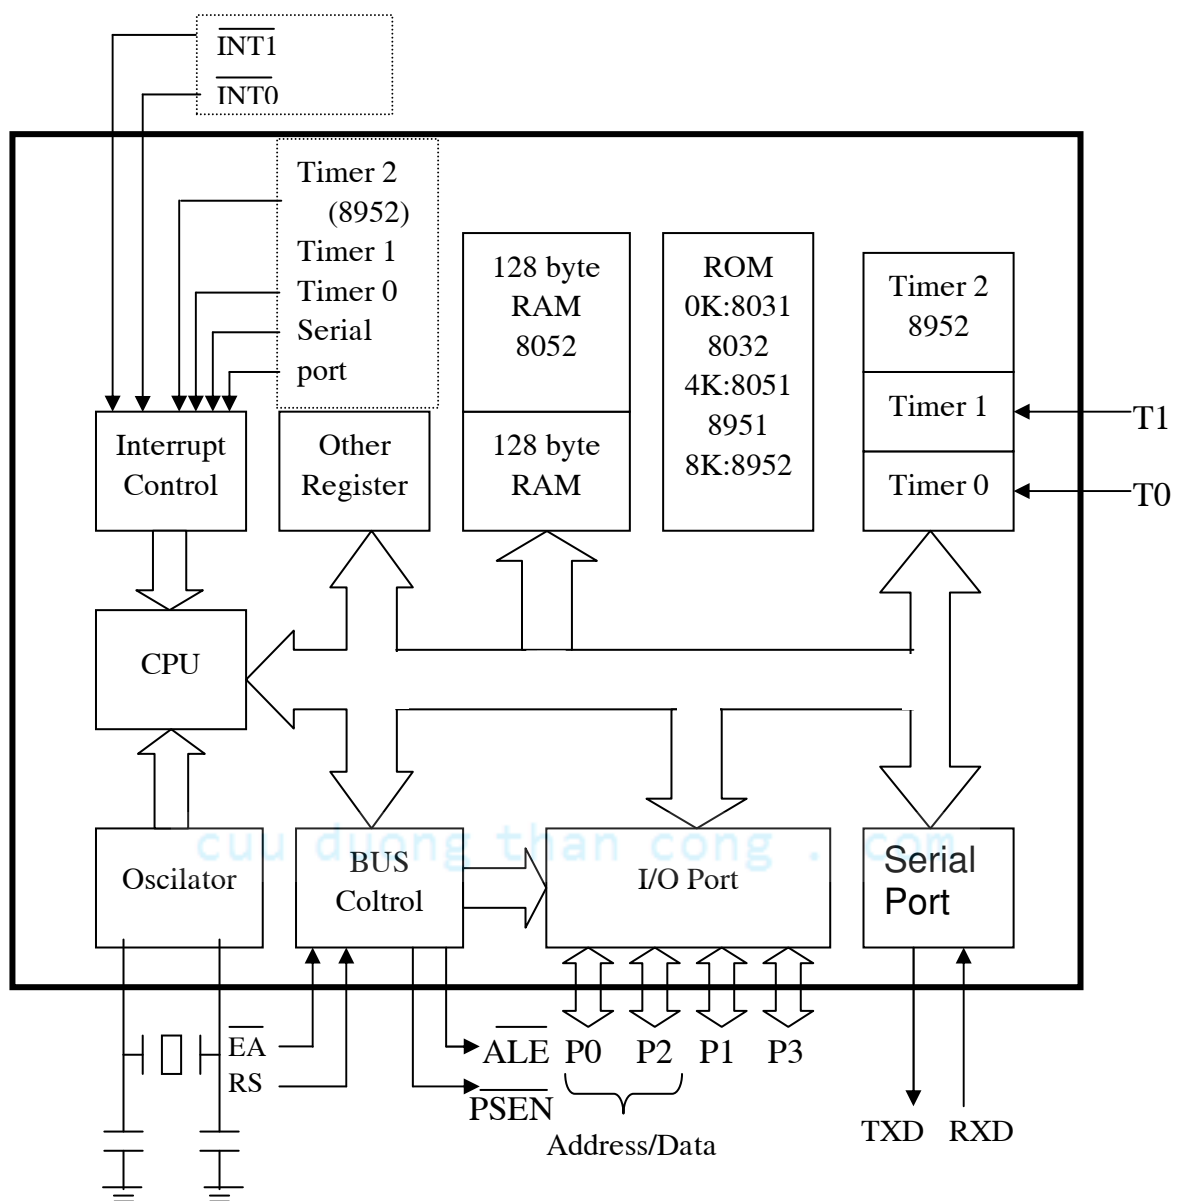 INT1
INT0
Timer 2
(8952)
Timer 1
Timer 0
Serial
port
128 byte
RAM
8052
128 byte
RAM
ROM
0K:8031
8032
4K:8051
8951
8K:8952
Timer 2
8952
Timer 1
Timer 0
T1
T0
Interrupt
Control
Other
Register
CPU
Oscilator
BUS
Coltrol
I/O Port
Serial
Port
cuu duong than cong . com
EA
RS
ALE
PSEN
P0
P2
P1
P3
Address/Data
TXD
RXD